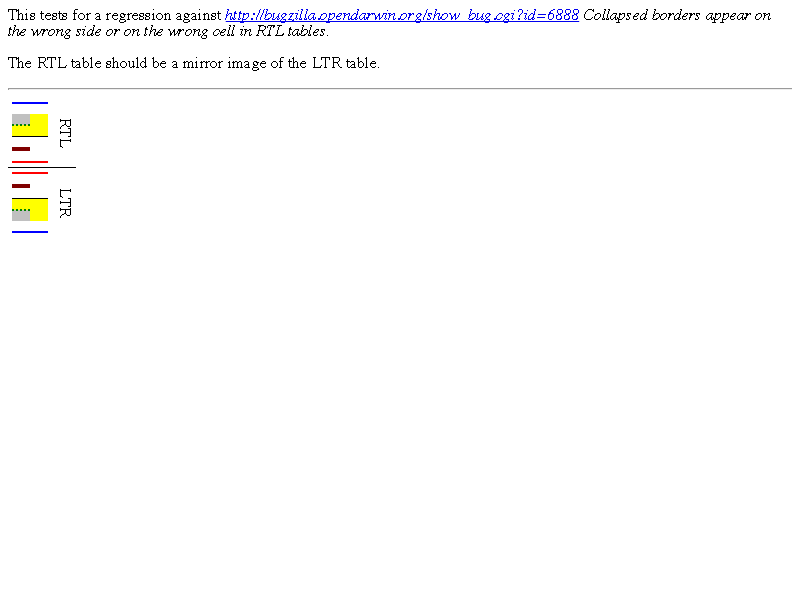 This tests for a regression against http://bugzilla.opendarwin.org/show_bug.cgi?id=6888 Collapsed borders appear on
the wrong side or on the wrong cell in RTL tables.
The RTL table should be a mirror image of the LTR table.
RTL
LTR